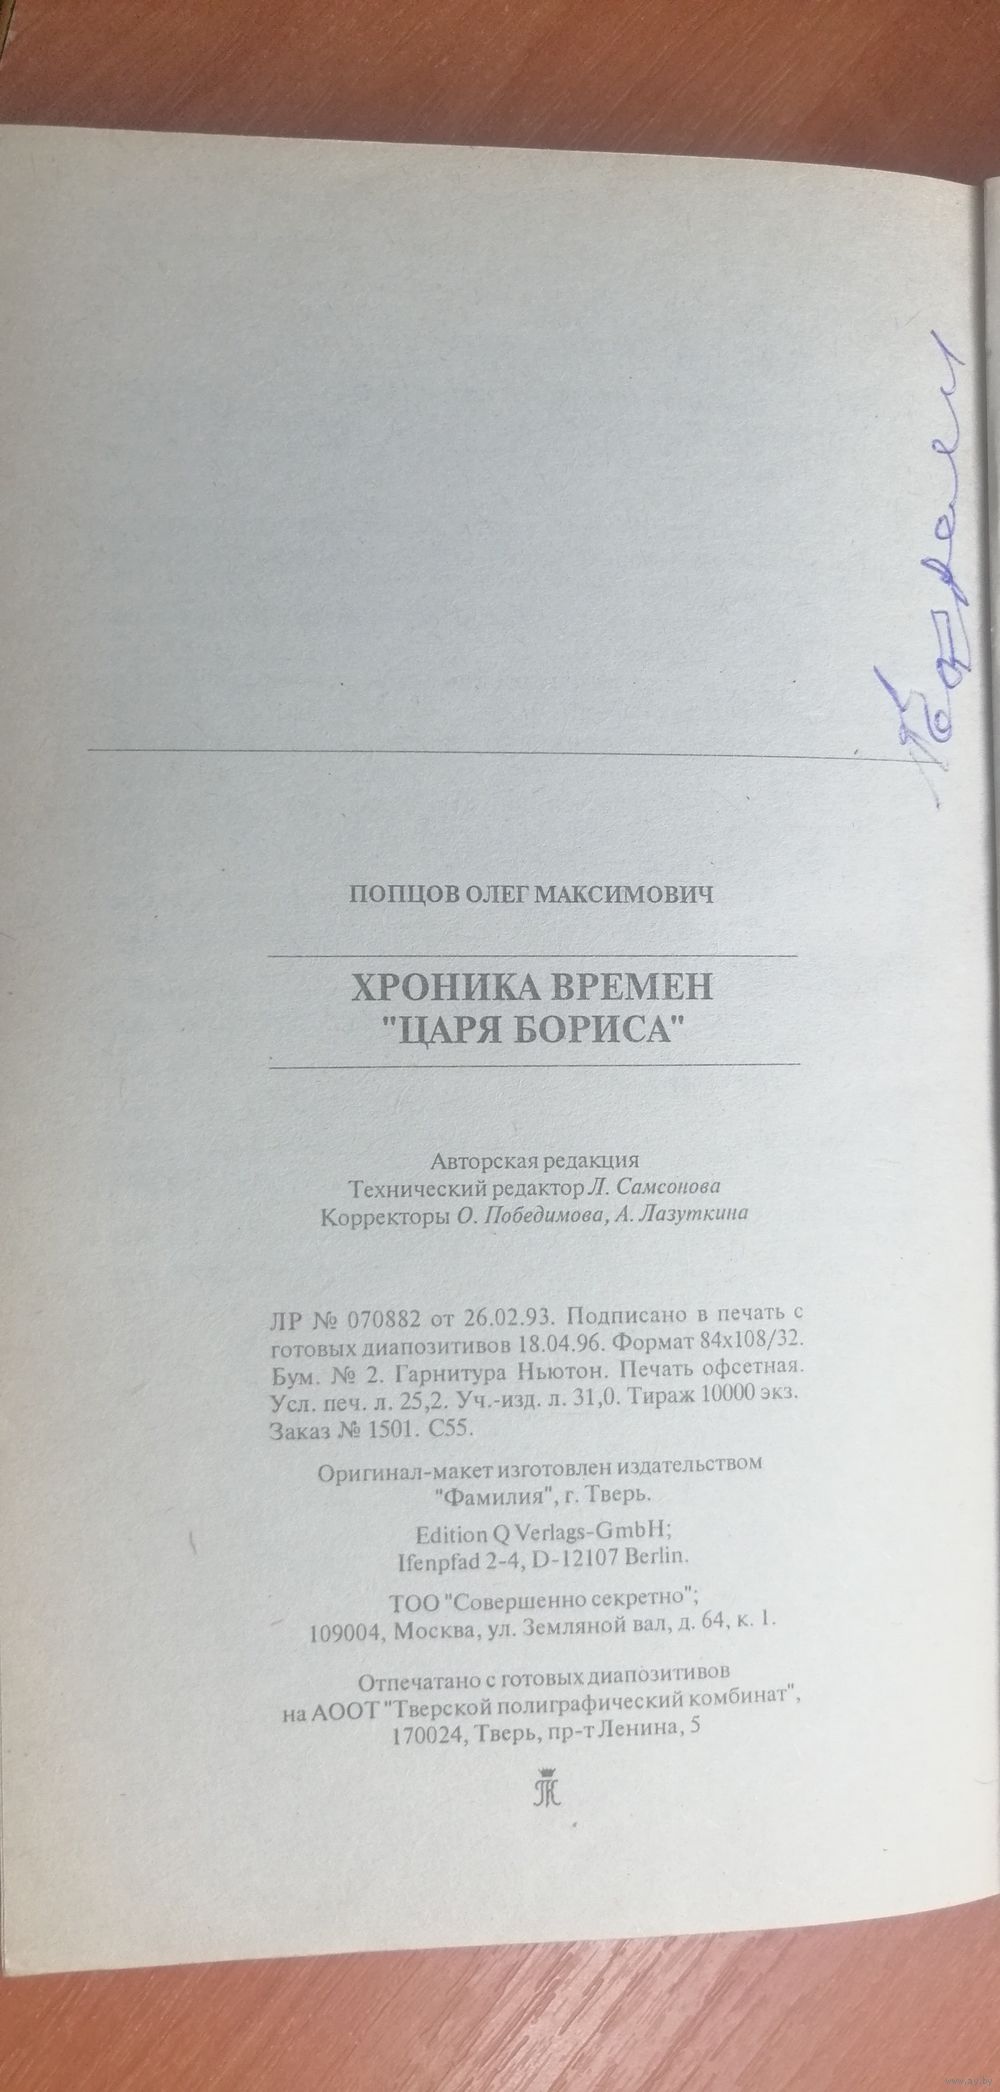 ПОПЦОВ ОЛЕГ МАКСИМОВИЧ
ХРОНИКА ВРЕМЕН
"ЦАРЯ БОРИСА"
Авторская редакция
Технический редактор Л. Самсонова
Корректоры О. Победимова, А. Лазуткина
ЛР № 070882 от 26.02.93. Подписано в печать с
готовых диапозитивов 18.04.96. Формат 84х108/32.
Бум. № 2. Гарнитура Ньютон. Печать офсетная.
Усл. печ. л. 25,2. Уч.-изд. л. 31,0. Тираж 10000 экз.
Заказ № 1501. С55.
Оригинал-макет изготовлен издательством
"Фамилия", г. Тверь.
Edition Q Verlags-GmbH;
Ifenpfad 2-4, D-12107 Berlin.
ТОО "Совершенно секретно";
109004, Москва, ул. Земляной вал, д. 64, к. 1.
Отпечатано с готовых диапозитивов
на АООТ "Тверской полиграфический комбинат",
170024, Тверь, пр-т Ленина, 5
www.ay.by